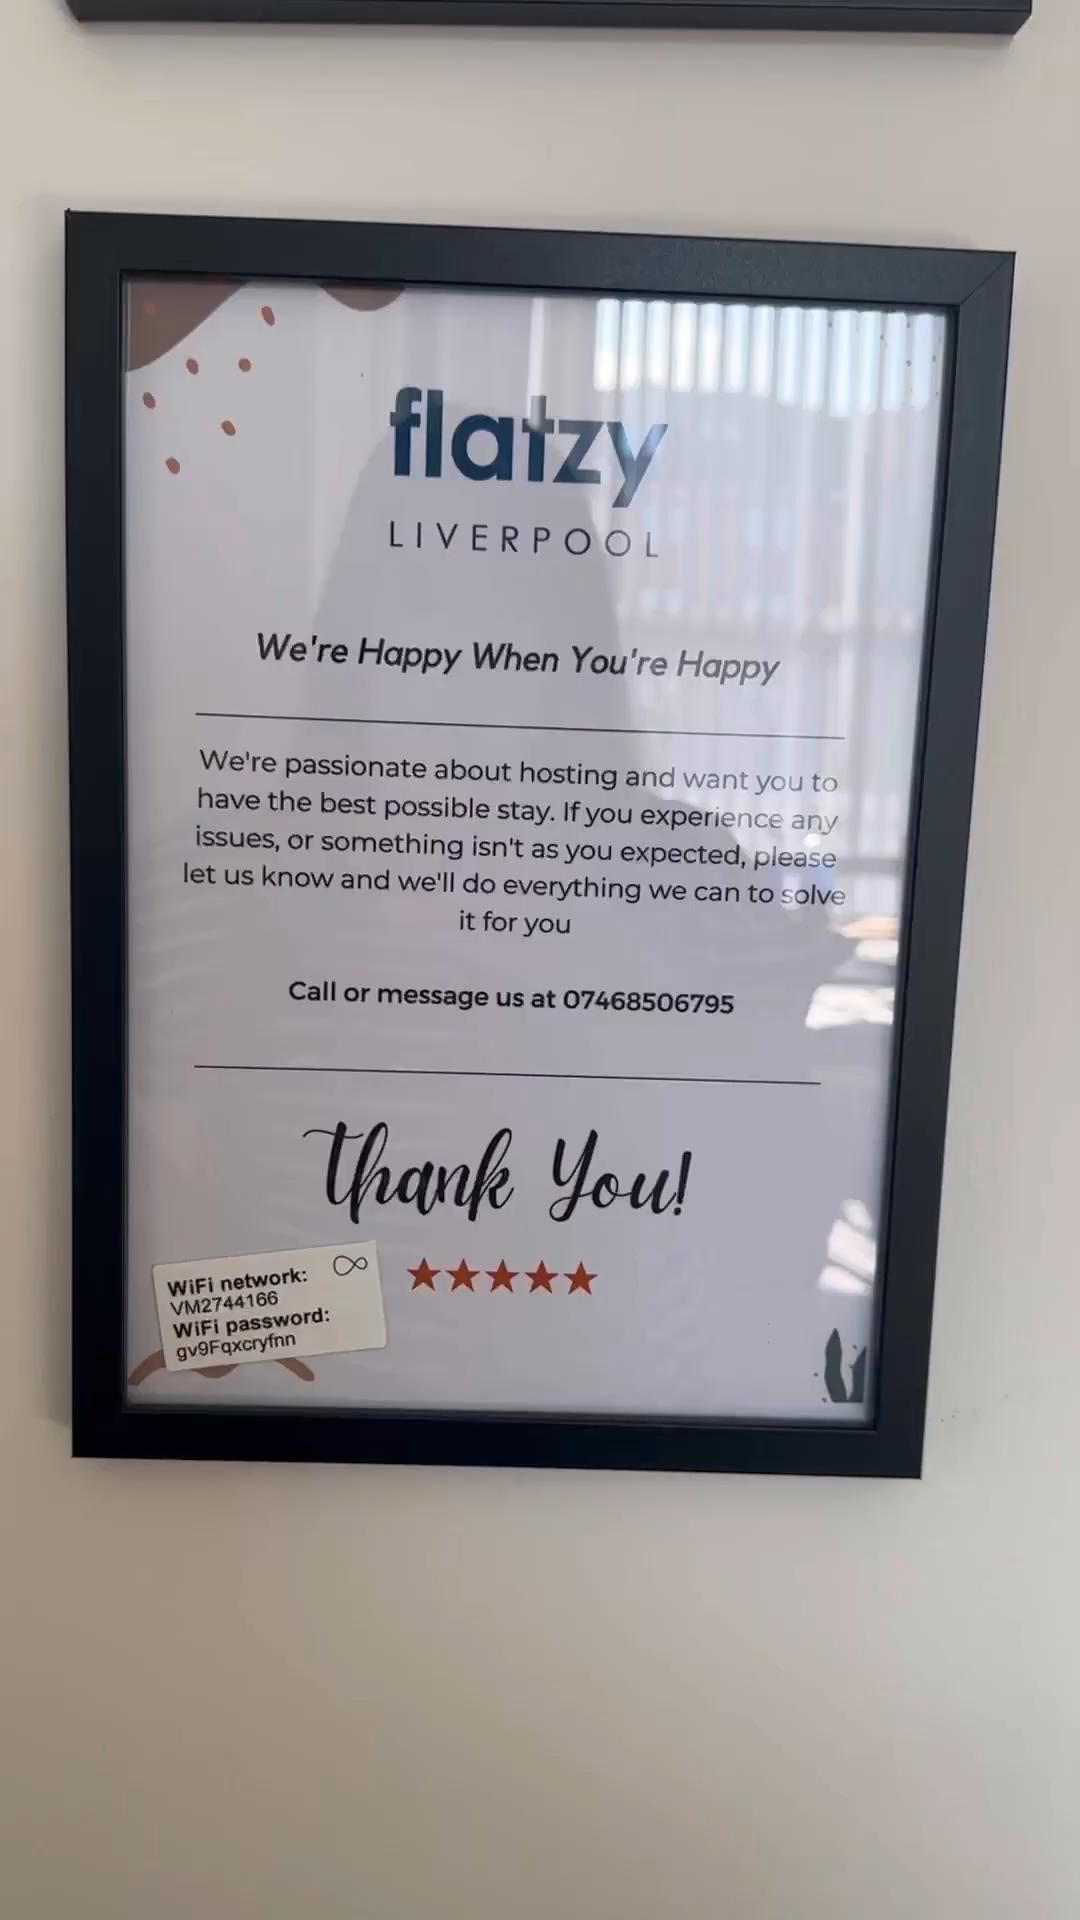 flatzy
LIVERPOOL
We're Happy When You're Happy
We're passionate about hosting and want you to
have the best possible stay. If you experience any
issues, or something isn't as you expected, please
let us know and we'll do everything we can to solve
it for you
Call or message us at 07468506795
Thank You!
WiFi network:
VM2744166
WiFi password:
gv9Fqxcryfnn